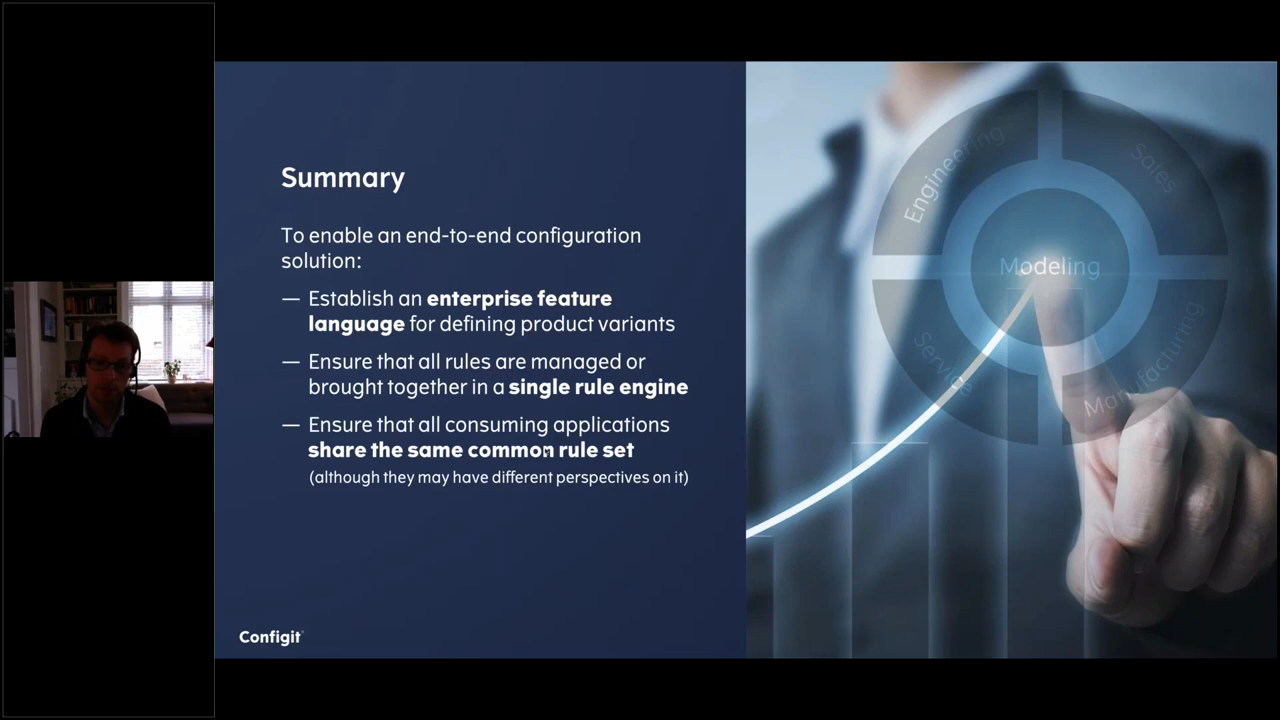 Summary
To enable an end-to-end configuration
solution:
— Establish an enterprise feature
language for defining product variants
— Ensure that all rules are managed or
brought together in a single rule engine
— Ensure that all consuming applications
share the same common rule set
(although they may have different perspectives on it)
Configit
Engineering
Sales
Modeling
Service
Manufacturing